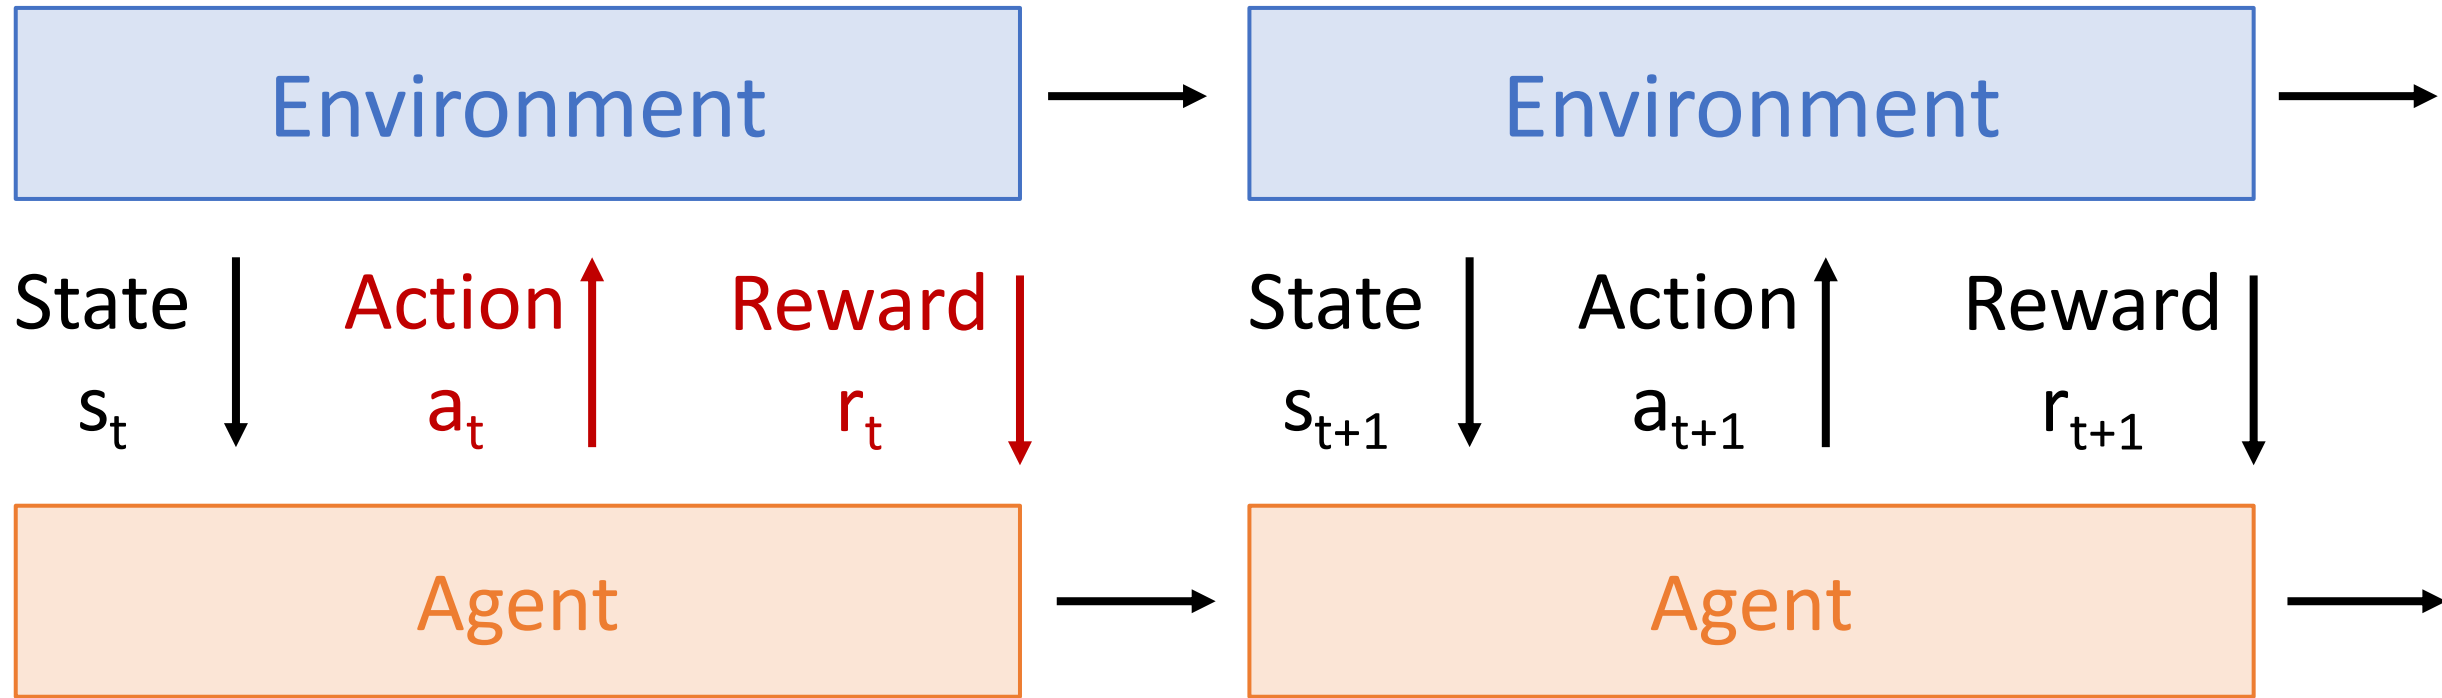 Environment Environment
State Action Reward State Action Reward
sₜ aₜ rₜ sₜ₊₁ aₜ₊₁ rₜ₊₁
Agent Agent